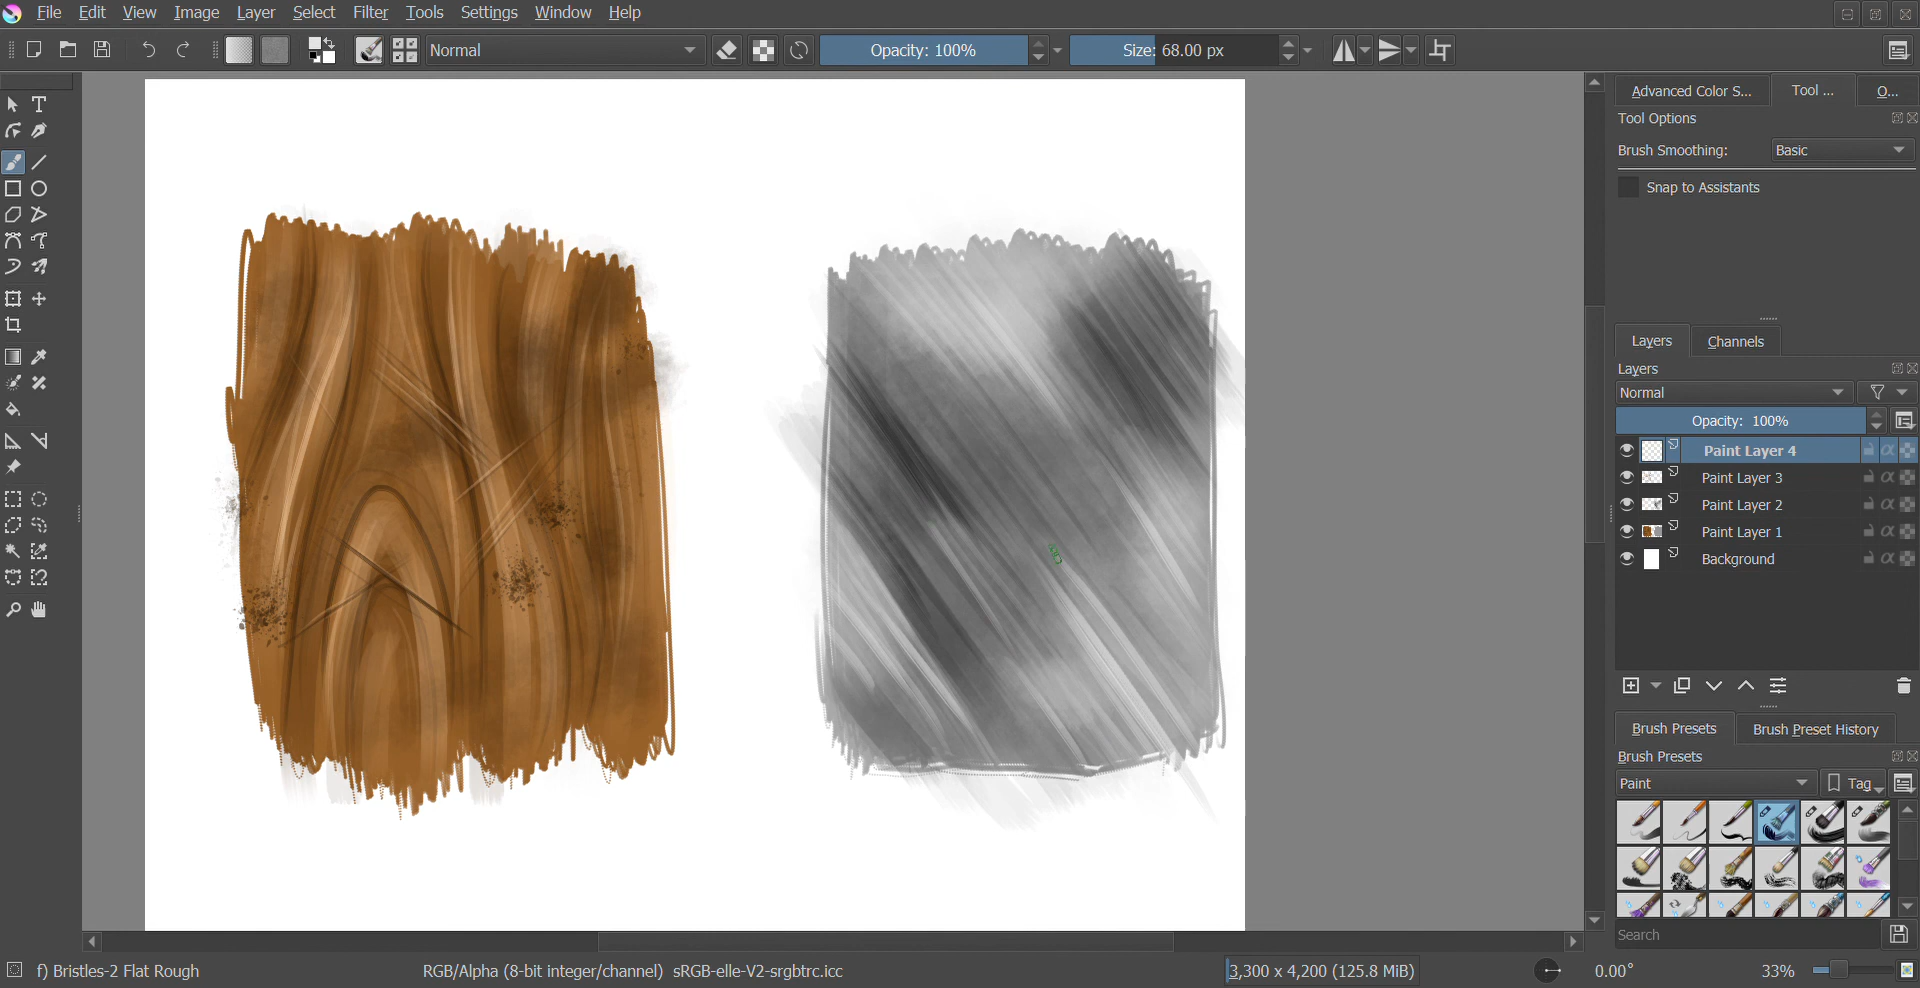 File Edit View Image Layer Select Filter Tools Settings Window Help
Normal Opacity: 100% Size: 68.00 px
Advanced Color S... Tool ... O...
Tool Options
Brush Smoothing: Basic
Snap to Assistants
Layers Channels
Layers
Normal
Opacity: 100%
Paint Layer 4
Paint Layer 3
Paint Layer 2
Paint Layer 1
Background
Brush Presets Brush Preset History
Brush Presets
Paint Tag
Search
f) Bristles-2 Flat Rough RGB/Alpha (8-bit integer/channel) sRGB-elle-V2-srgbtrc.icc 3,300 x 4,200 (125.8 MiB) 0.00° 33%